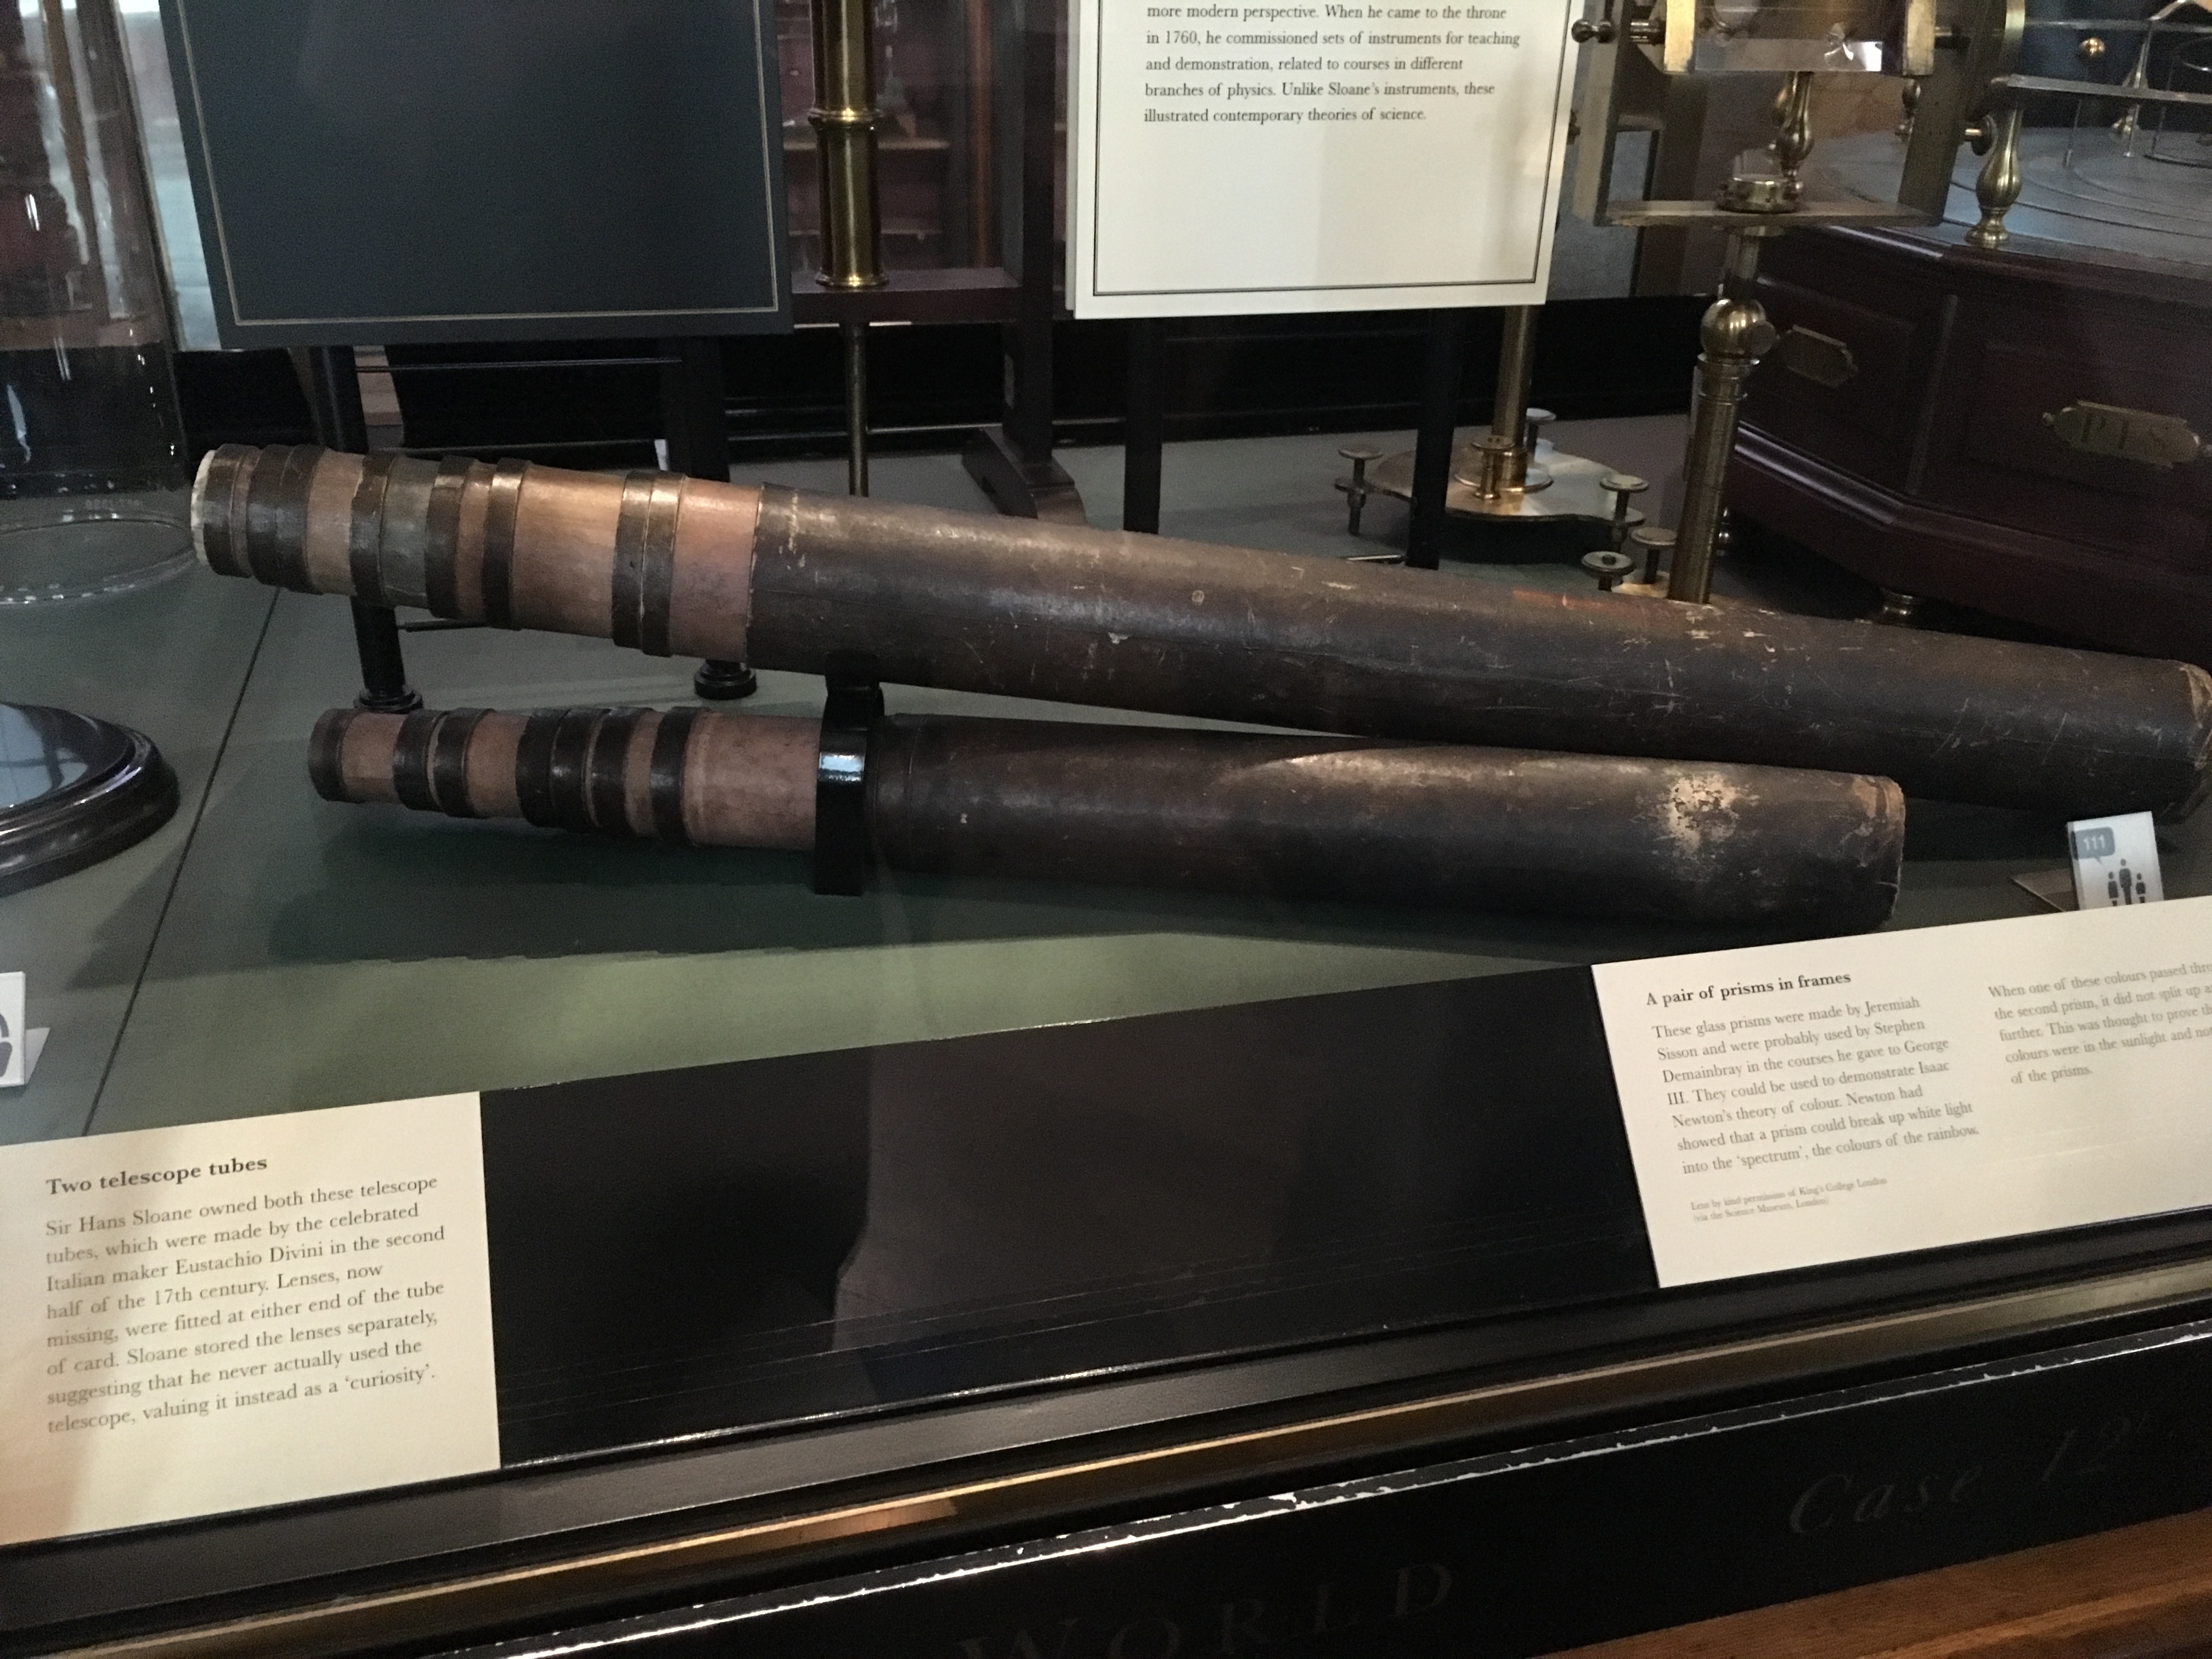 more modern perspective. When he came to the throne
in 1760, he commissioned sets of instruments for teaching
and demonstration, related to courses in different
branches of physics. Unlike Sloane's instruments, these
illustrated contemporary theories of science.
111
Two telescope tubes
Sir Hans Sloane owned both these telescope
tubes, which were made by the celebrated
Italian maker Eustachio Divini in the second
half of the 17th century. Lenses, now
missing, were fitted at either end of the tube
of card. Sloane stored the lenses separately,
suggesting that he never actually used the
telescope, valuing it instead as a 'curiosity'.
A pair of prisms in frames
These glass prisms were made by Jeremiah
Sisson and were probably used by Stephen
Demainbray in the courses he gave to George
III. They could be used to demonstrate Isaac
Newton's theory of colour. Newton had
showed that a prism could break up white light
into the 'spectrum', the colours of the rainbow.
Lent by kind permission of King's College London
(via the Science Museum, London)
When one of these colours passed
the second prism, it did not split up
further. This was thought to prove
colours were in the sunlight and
of the prisms.
Case 12
WORLD